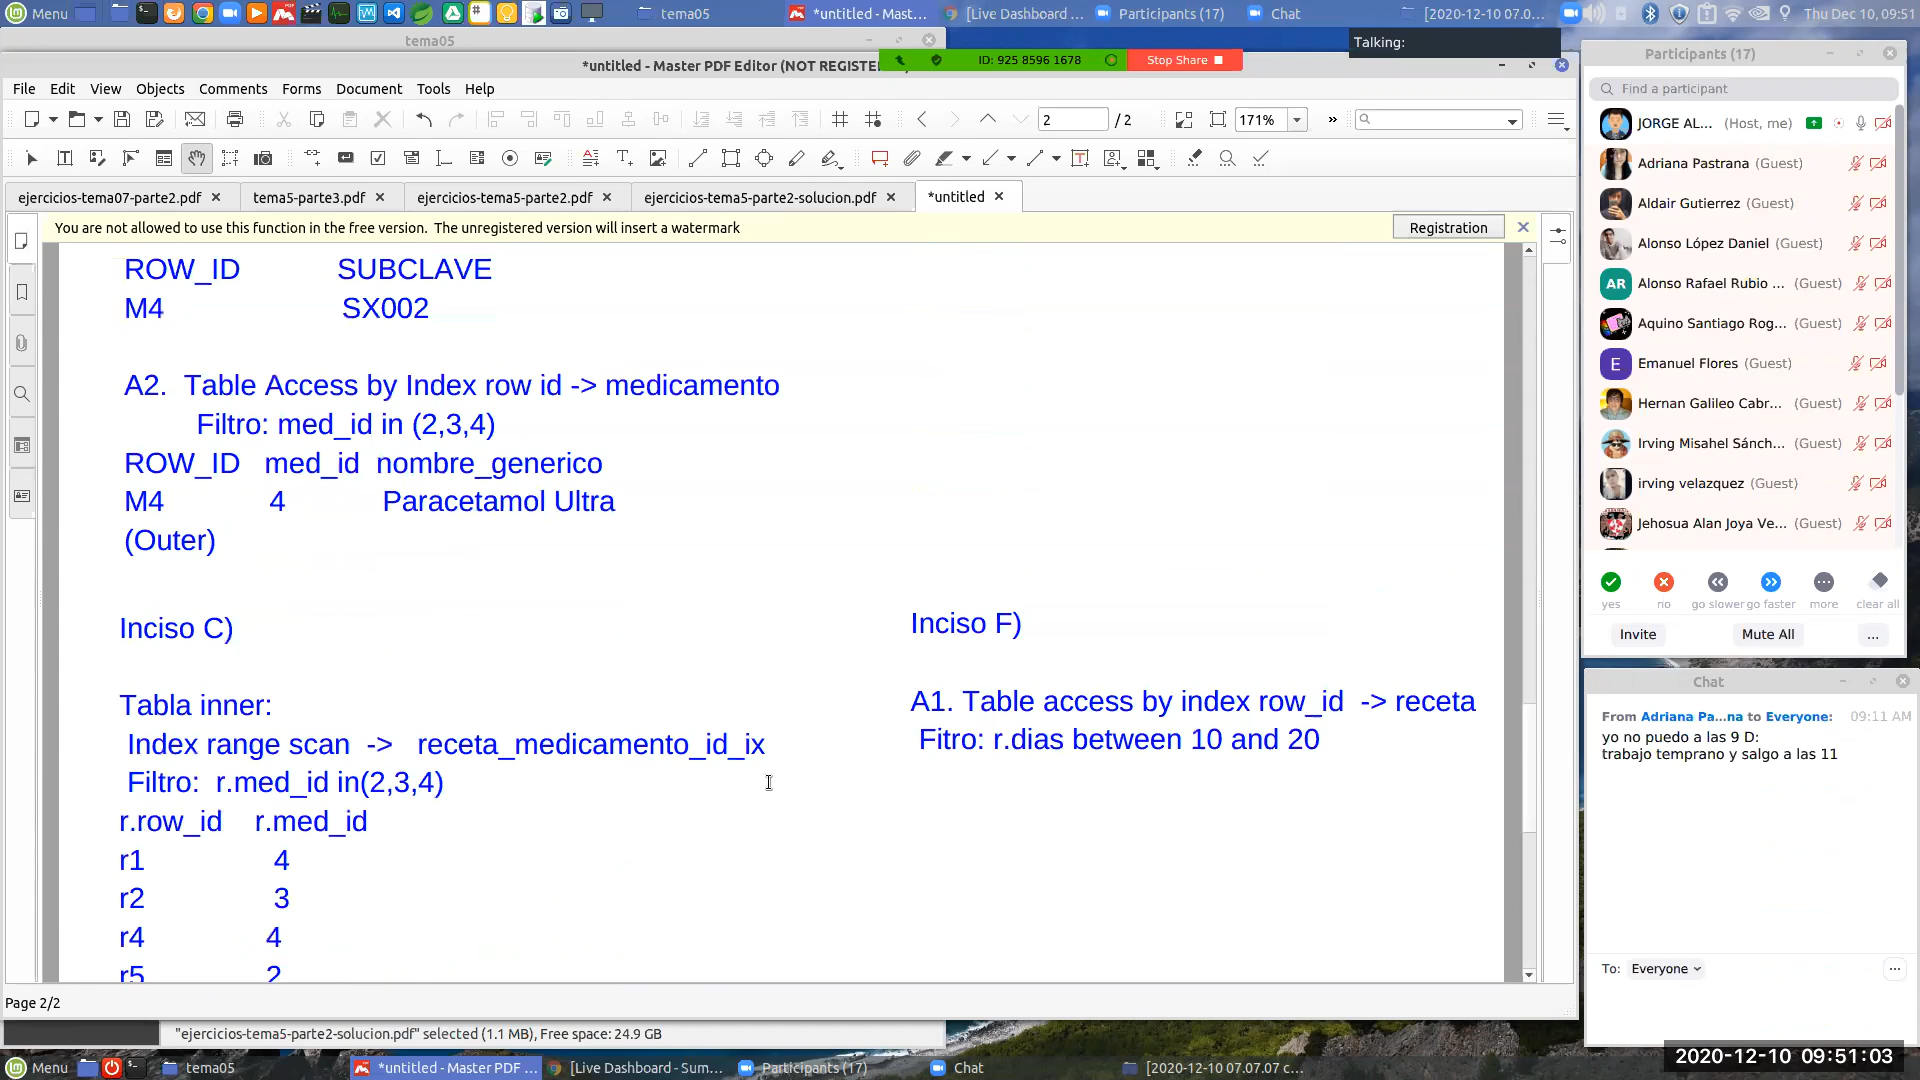 Menu
tema05
*untitled - Mast...
[Live Dashboard ...
Participants (17)
Chat
[2020-12-10 07.0...
Thu Dec 10, 09:51
tema05
Talking:
*untitled - Master PDF Editor (NOT REGISTE
ID: 925 8596 1678
Stop Share
File Edit View Objects Comments Forms Document Tools Help
2 / 2
171%
ejercicios-tema07-parte2.pdf
tema5-parte3.pdf
ejercicios-tema5-parte2.pdf
ejercicios-tema5-parte2-solucion.pdf
*untitled
You are not allowed to use this function in the free version. The unregistered version will insert a watermark
Registration
ROW_ID SUBCLAVE
M4 SX002
A2. Table Access by Index row id -> medicamento
Filtro: med_id in (2,3,4)
ROW_ID med_id nombre_generico
M4 4 Paracetamol Ultra
(Outer)
Inciso C)
Tabla inner:
Index range scan -> receta_medicamento_id_ix
Filtro: r.med_id in(2,3,4)
r.row_id r.med_id
r1 4
r2 3
r4 4
r5 2
Inciso F)
A1. Table access by index row_id -> receta
Fitro: r.dias between 10 and 20
Page 2/2
"ejercicios-tema5-parte2-solucion.pdf" selected (1.1 MB), Free space: 24.9 GB
Participants (17)
Find a participant
JORGE AL... (Host, me)
Adriana Pastrana (Guest)
Aldair Gutierrez (Guest)
Alonso López Daniel (Guest)
AR Alonso Rafael Rubio ... (Guest)
Aquino Santiago Rog... (Guest)
E Emanuel Flores (Guest)
Hernan Galileo Cabr... (Guest)
Irving Misahel Sánch... (Guest)
irving velazquez (Guest)
Jehosua Alan Joya Ve... (Guest)
yes no go slower go faster more clear all
Invite Mute All ...
Chat
From Adriana Pa...na to Everyone: 09:11 AM
yo no puedo a las 9 D:
trabajo temprano y salgo a las 11
To: Everyone
2020-12-10 09:51:03
Menu
tema05
*untitled - Master PDF ...
[Live Dashboard - Sum...
Participants (17)
Chat
[2020-12-10 07.07.07 c...